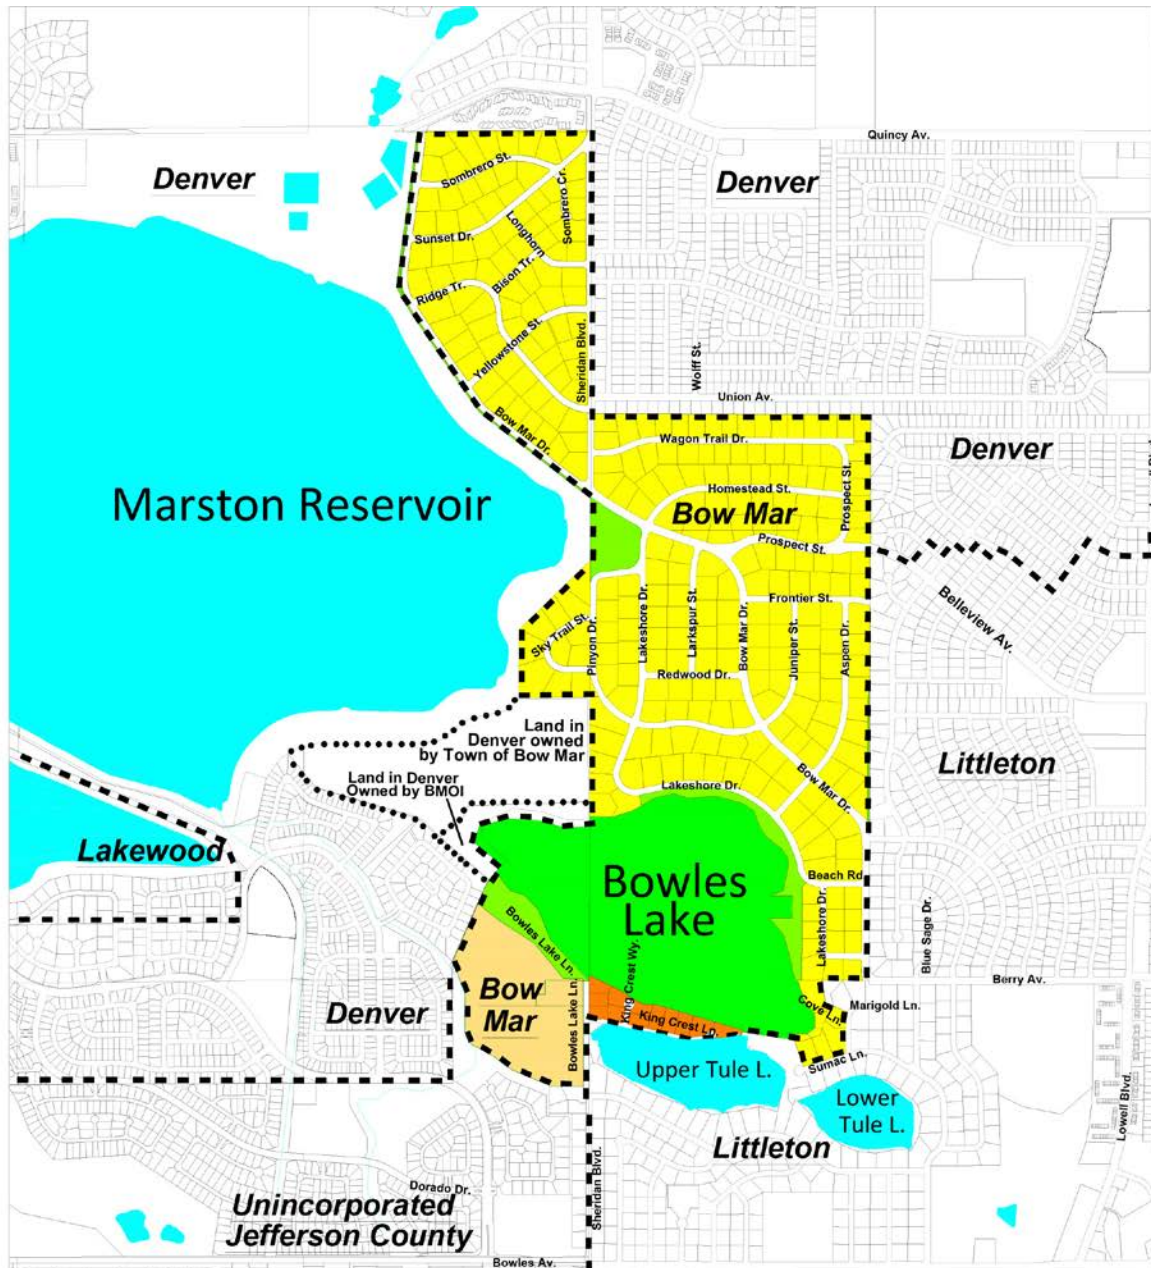 Quincy Av.
Denver
Denver
Sombrero St.
Sombrero Cr.
Sunset Dr.
Longhorn
Bison Tr.
Ridge Tr.
Yellowstone St.
Sheridan Blvd.
Wolff St.
Union Av.
Bow Mar Dr.
Wagon Trail Dr.
Denver
Prospect St.
Homestead St.
Marston Reservoir
Bow Mar
Prospect St.
Belleview Av.
Frontier St.
Sky Trail St.
Pinyon Dr.
Lakeshore Dr.
Larkspur St.
Bow Mar Dr.
Juniper St.
Aspen Dr.
Redwood Dr.
Land in
Denver owned
by Town of Bow Mar
Land in Denver
Owned by BMOI
Lakeshore Dr.
Bow Mar Dr.
Littleton
Lakewood
Bowles
Lake
Beach Rd
Lakeshore Dr.
Blue Sage Dr.
Bowles Lake Ln.
King Crest Wy.
Berry Av.
Bow
Mar
Bowles Lake Ln.
King Crest Ln.
Cove Ln.
Marigold Ln.
Denver
Sumac Ln.
Upper Tule L.
Lower
Tule L.
Lowell Blvd.
Littleton
Dorado Dr.
Sheridan Blvd.
Unincorporated
Jefferson County
Bowles Av.